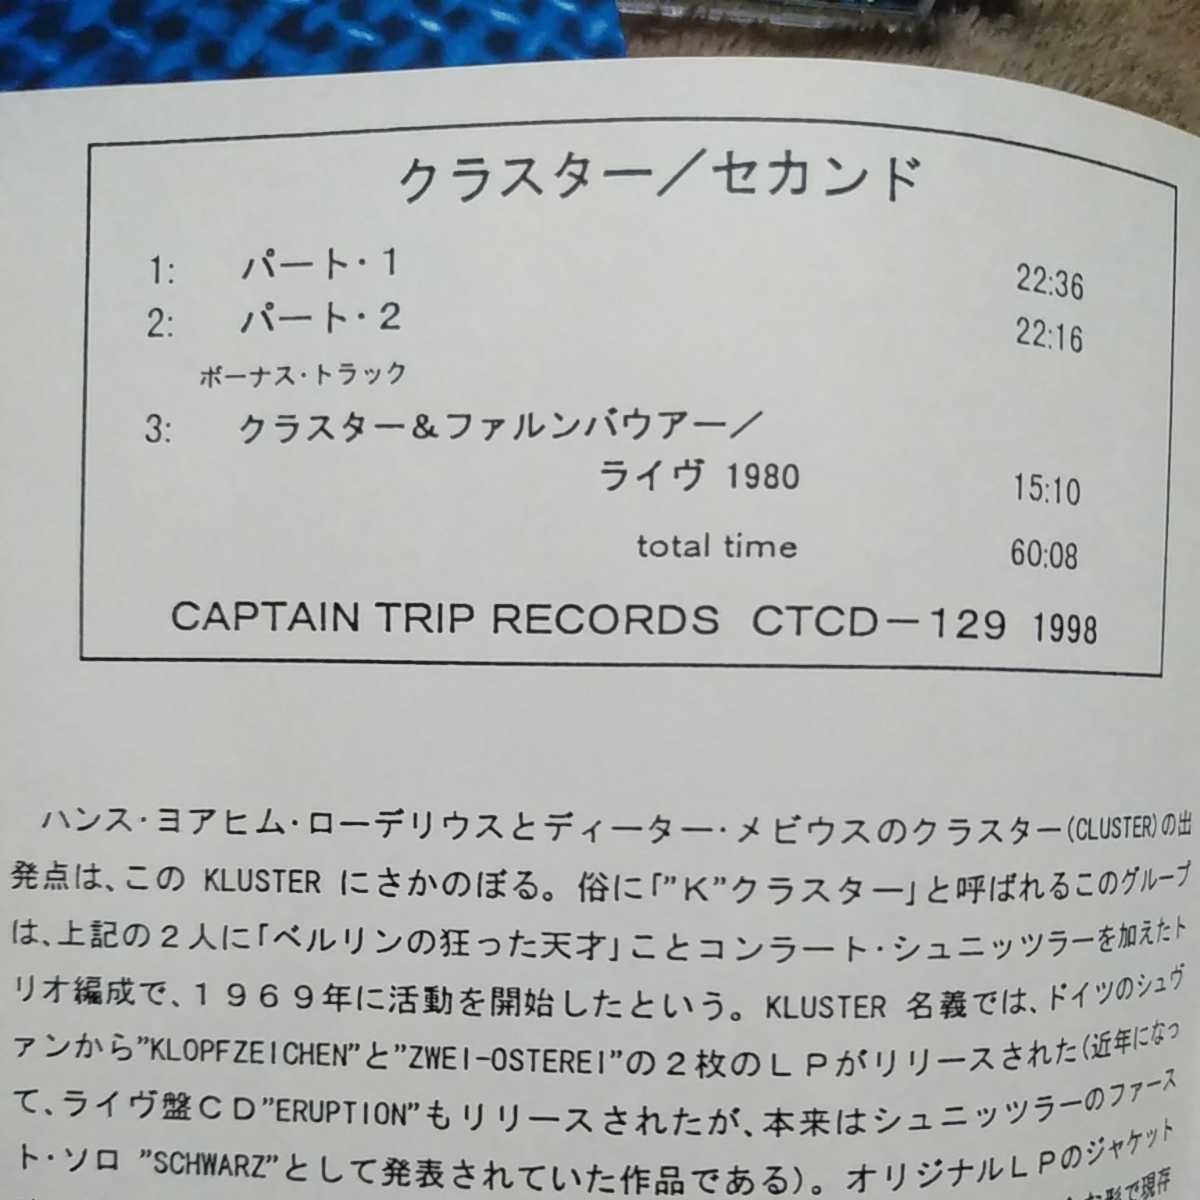 クラスター／セカンド
1: パート・1 22:36
2: パート・2 22:16
ボーナス・トラック
3: クラスター＆ファルンバウアー／
ライヴ 1980 15:10
total time 60:08
CAPTAIN TRIP RECORDS CTCD－129 1998
ハンス・ヨアヒム・ローデリウスとディーター・メビウスのクラスター(CLUSTER)の出
発点は、この KLUSTER にさかのぼる。俗に｢”K”クラスター｣と呼ばれるこのグループ
は、上記の２人に｢ベルリンの狂った天才｣ことコンラート・シュニッツラーを加えたト
リオ編成で、１９６９年に活動を開始したという。KLUSTER 名義では、ドイツのシュヴ
ァンから”KLOPFZEICHEN”と”ZWEI-OSTEREI”の２枚のＬＰがリリースされた(近年になっ
て、ライヴ盤ＣＤ”ERUPTION”もリリースされたが、本来はシュニッツラーのファース
ト・ソロ ”SCHWARZ”として発表されていた作品である)。オリジナルＬＰのジャケット
形で現存